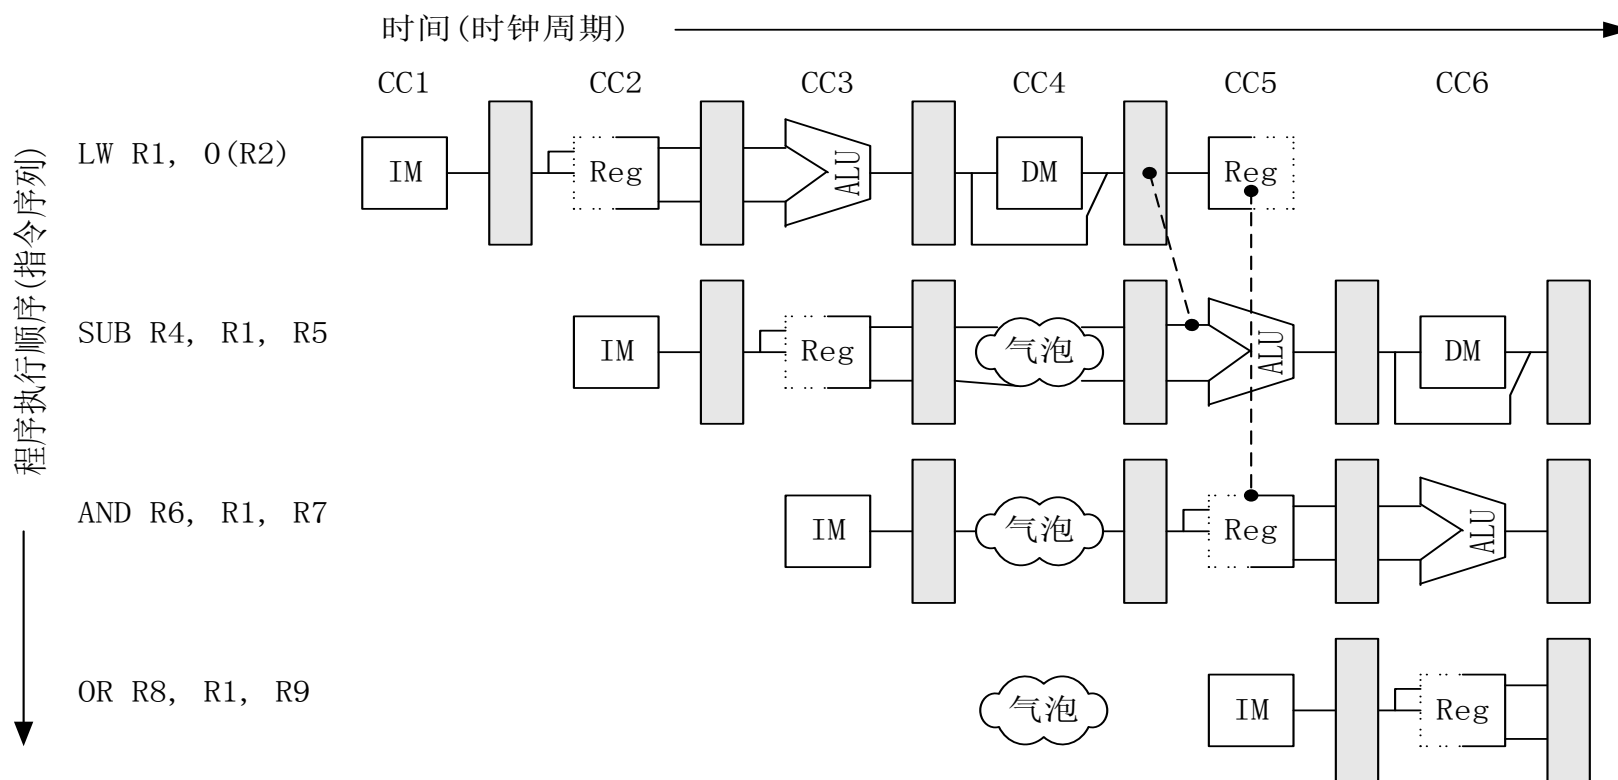 时间(时钟周期)
CC1 CC2 CC3 CC4 CC5 CC6
程序执行顺序(指令序列)
LW R1, 0(R2)
IM Reg ALU DM Reg
SUB R4, R1, R5
IM Reg 气泡 ALU DM
AND R6, R1, R7
IM 气泡 Reg ALU
OR R8, R1, R9
气泡 IM Reg